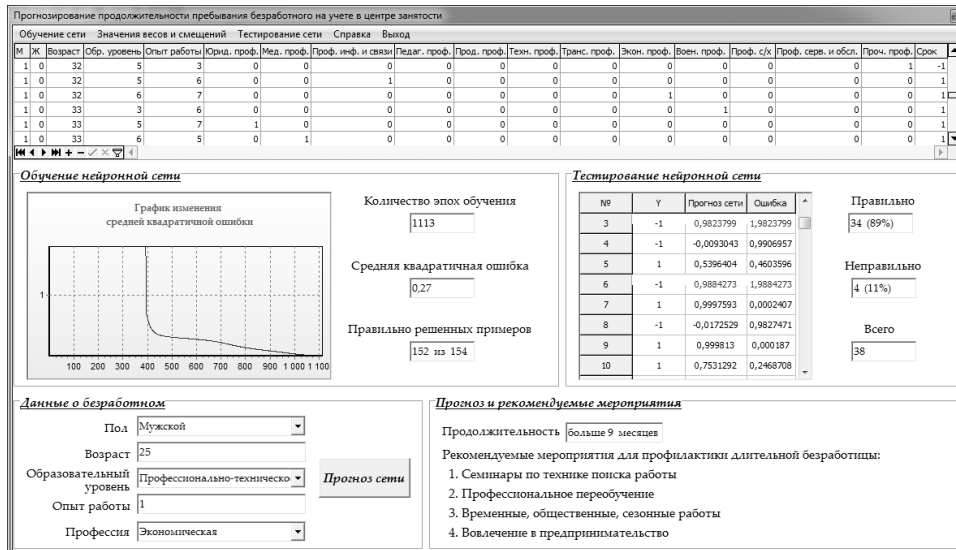 Прогнозирование продолжительности пребывания безработного на учете в центре занятости
Обучение сети Значения весов и смещений Тестирование сети Справка Выход
М Ж Возраст Обр. уровень Опыт работы Юрид. проф. Мед. проф. Проф. инф. и связи Педаг. проф. Прод. проф. Техн. проф. Транс. проф. Экон. проф. Воен. проф. Проф. с/х Проф. серв. и обсл. Проч. проф. Срок
1 0 32 5 3 0 0 0 0 0 0 0 0 0 0 0 1 -1
1 0 32 5 6 0 0 1 0 0 0 0 0 0 0 0 0 1
1 0 32 6 7 0 0 0 0 0 0 0 1 0 0 0 0 1
1 0 33 3 6 0 0 0 0 0 0 0 0 1 0 0 0 1
1 0 33 5 7 1 0 0 0 0 0 0 0 0 0 0 0 1
1 0 33 6 5 0 1 0 0 0 0 0 0 0 0 0 0 1
Обучение нейронной сети
График изменения
средней квадратичной ошибки
1
100 200 300 400 500 600 700 800 900 1 000 1 100
Количество эпох обучения
1113
Средняя квадратичная ошибка
0,27
Правильно решенных примеров
152 из 154
Тестирование нейронной сети
№ Y Прогноз сети Ошибка
3 -1 0,9823799 1,9823799
4 -1 -0,0093043 0,9906957
5 1 0,5396404 0,4603596
6 -1 0,9884273 1,9884273
7 1 0,9997593 0,0002407
8 -1 -0,0172529 0,9827471
9 1 0,999813 0,000187
10 1 0,7531292 0,2468708
Правильно
34 (89%)
Неправильно
4 (11%)
Всего
38
Данные о безработном
Пол Мужской
Возраст 25
Образовательный
уровень Профессионально-техническо
Опыт работы 1
Профессия Экономическая
Прогноз сети
Прогноз и рекомендуемые мероприятия
Продолжительность больше 9 месяцев
Рекомендуемые мероприятия для профилактики длительной безработицы:
1. Семинары по технике поиска работы
2. Профессиональное переобучение
3. Временные, общественные, сезонные работы
4. Вовлечение в предпринимательство